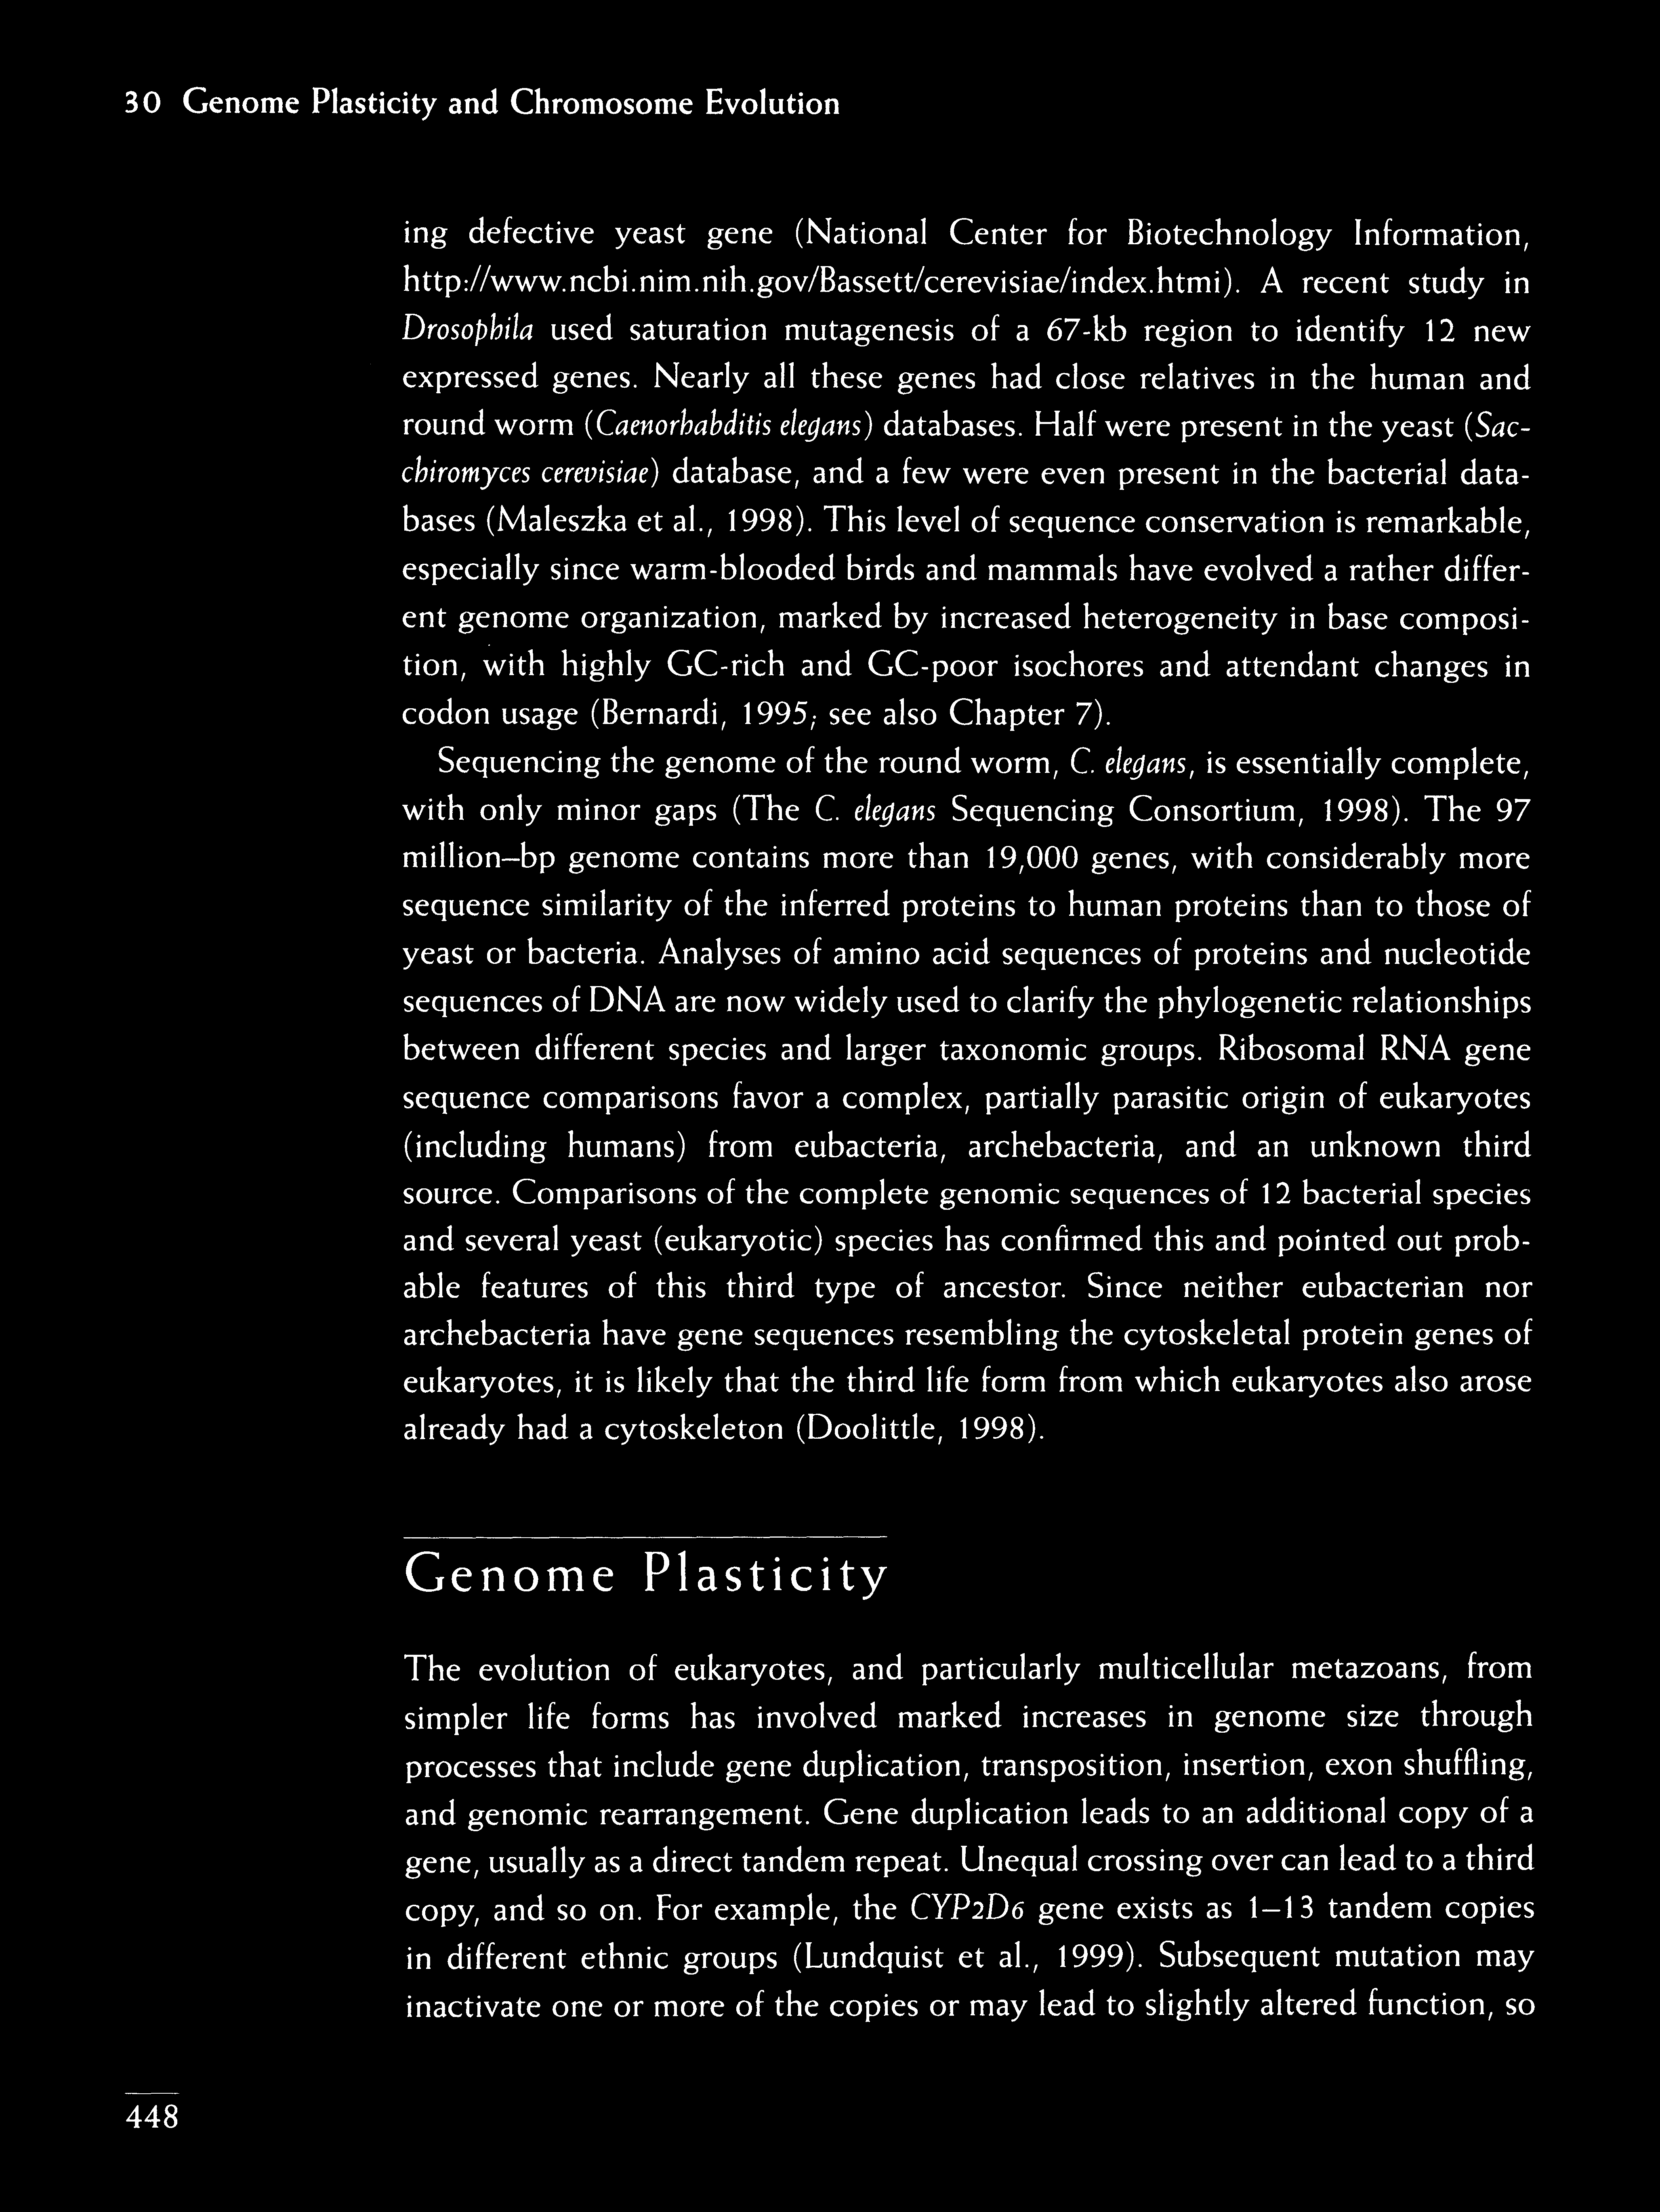 30 Genome Plasticity and Chromosome Evolution
ing defective yeast gene (National Center for Biotechnology Information,
http://www.ncbi.nim.nih.gov/Bassett/cerevisiae/index.htmi). A recent study in
Drosophila used saturation mutagenesis of a 67-kb region to identify 12 new
expressed genes. Nearly all these genes had close relatives in the human and
round worm (Caenorhabditis elegans) databases. Half were present in the yeast (Sac-
chiromyces cerevisiae) database, and a few were even present in the bacterial data-
bases (Maleszka et al., 1998). This level of sequence conservation is remarkable,
especially since warm-blooded birds and mammals have evolved a rather differ-
ent genome organization, marked by increased heterogeneity in base composi-
tion, with highly GC-rich and GC-poor isochores and attendant changes in
codon usage (Bernardi, 1995; see also Chapter 7).
Sequencing the genome of the round worm, C. elegans, is essentially complete,
with only minor gaps (The C. elegans Sequencing Consortium, 1998). The 97
million–bp genome contains more than 19,000 genes, with considerably more
sequence similarity of the inferred proteins to human proteins than to those of
yeast or bacteria. Analyses of amino acid sequences of proteins and nucleotide
sequences of DNA are now widely used to clarify the phylogenetic relationships
between different species and larger taxonomic groups. Ribosomal RNA gene
sequence comparisons favor a complex, partially parasitic origin of eukaryotes
(including humans) from eubacteria, archebacteria, and an unknown third
source. Comparisons of the complete genomic sequences of 12 bacterial species
and several yeast (eukaryotic) species has confirmed this and pointed out prob-
able features of this third type of ancestor. Since neither eubacterian nor
archebacteria have gene sequences resembling the cytoskeletal protein genes of
eukaryotes, it is likely that the third life form from which eukaryotes also arose
already had a cytoskeleton (Doolittle, 1998).
Genome Plasticity
The evolution of eukaryotes, and particularly multicellular metazoans, from
simpler life forms has involved marked increases in genome size through
processes that include gene duplication, transposition, insertion, exon shuffling,
and genomic rearrangement. Gene duplication leads to an additional copy of a
gene, usually as a direct tandem repeat. Unequal crossing over can lead to a third
copy, and so on. For example, the CYP2D6 gene exists as 1–13 tandem copies
in different ethnic groups (Lundquist et al., 1999). Subsequent mutation may
inactivate one or more of the copies or may lead to slightly altered function, so
448